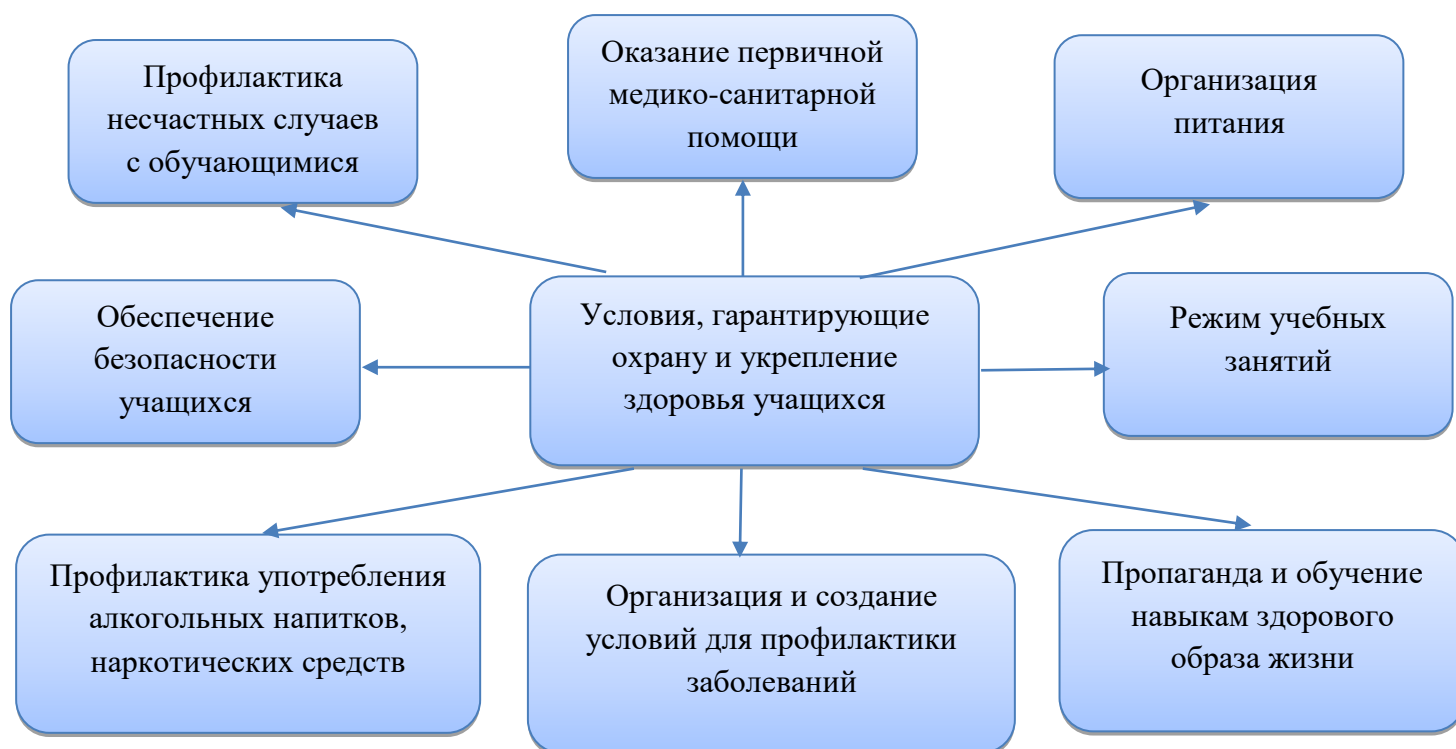 Профилактика
несчастных случаев
с обучающимися
Оказание первичной
медико-санитарной
помощи
Организация
питания
Обеспечение
безопасности
учащихся
Условия, гарантирующие
охрану и укрепление
здоровья учащихся
Режим учебных
занятий
Профилактика употребления
алкогольных напитков,
наркотических средств
Организация и создание
условий для профилактики
заболеваний
Пропаганда и обучение
навыкам здорового
образа жизни